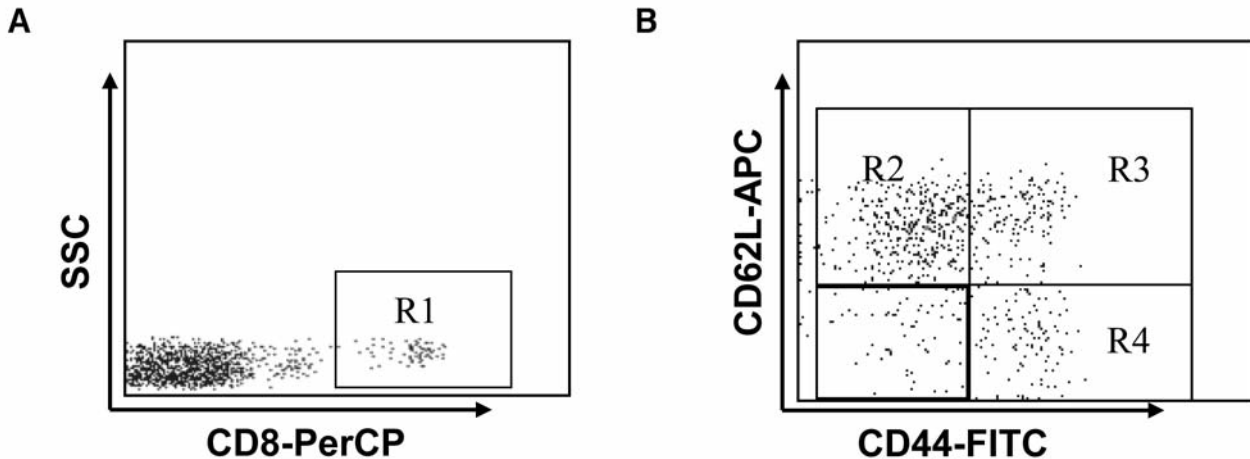 A
SSC
R1
CD8-PerCP
B
CD62L-APC
R2
R3
R4
CD44-FITC